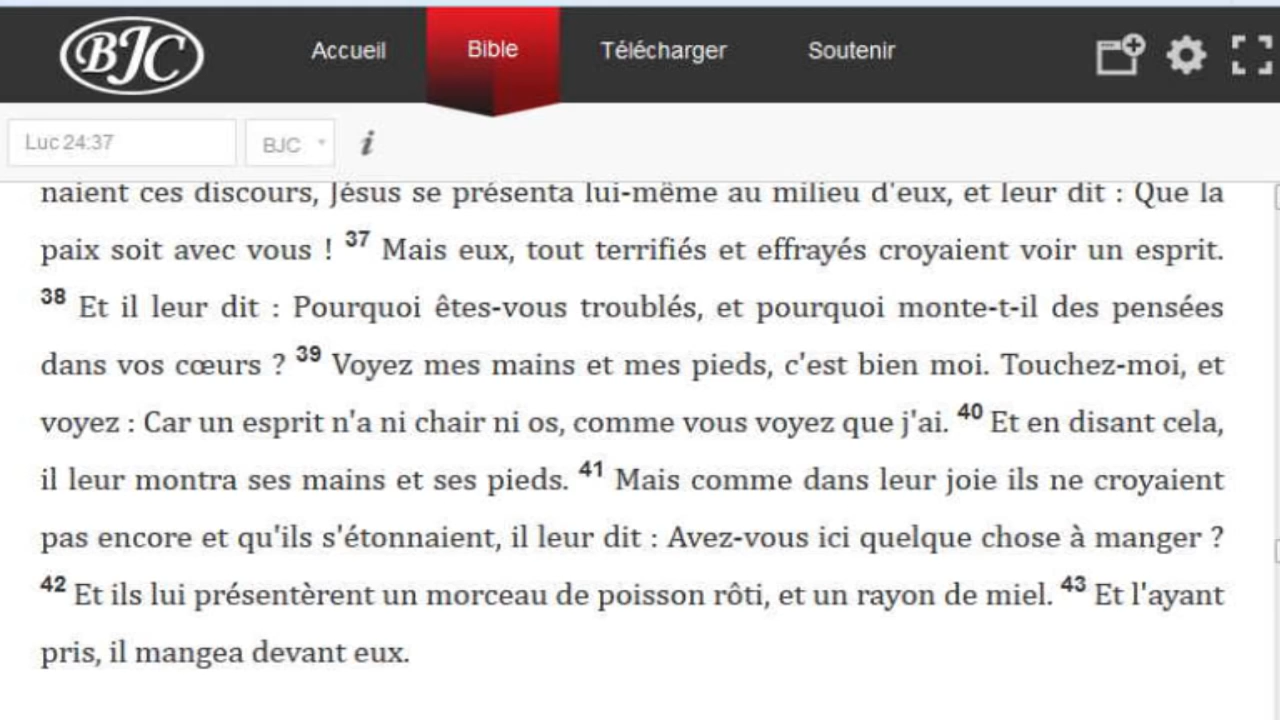 BJC Accueil Bible Télécharger Soutenir
Luc 24:37 BJC i
naient ces discours, Jésus se présenta lui-même au milieu d'eux, et leur dit : Que la
paix soit avec vous ! 37 Mais eux, tout terrifiés et effrayés croyaient voir un esprit.
38 Et il leur dit : Pourquoi êtes-vous troublés, et pourquoi monte-t-il des pensées
dans vos cœurs ? 39 Voyez mes mains et mes pieds, c'est bien moi. Touchez-moi, et
voyez : Car un esprit n'a ni chair ni os, comme vous voyez que j'ai. 40 Et en disant cela,
il leur montra ses mains et ses pieds. 41 Mais comme dans leur joie ils ne croyaient
pas encore et qu'ils s'étonnaient, il leur dit : Avez-vous ici quelque chose à manger ?
42 Et ils lui présentèrent un morceau de poisson rôti, et un rayon de miel. 43 Et l'ayant
pris, il mangea devant eux.